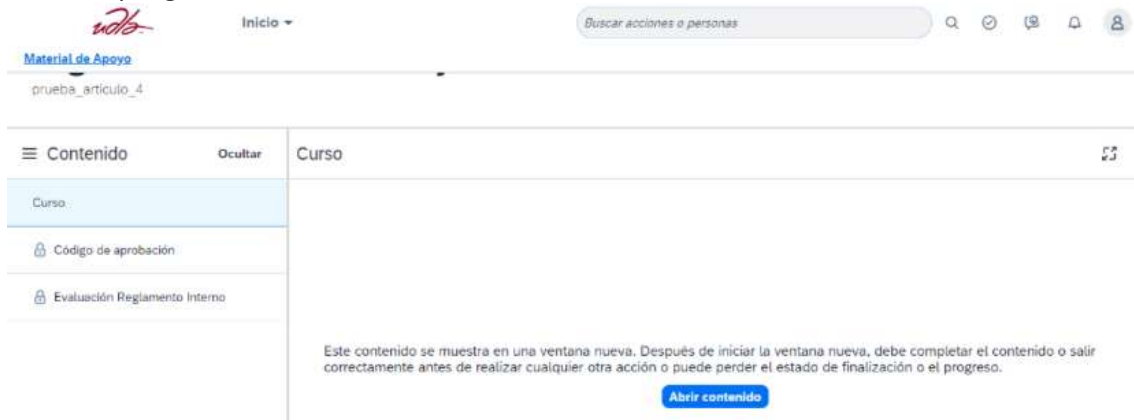 udla
Inicio
Buscar acciones o personas
Material de Apoyo
prueba_articulo_4
Contenido
Ocultar
Curso
Curso
Código de aprobación
Evaluación Reglamento Interno
Este contenido se muestra en una ventana nueva. Después de iniciar la ventana nueva, debe completar el contenido o salir
correctamente antes de realizar cualquier otra acción o puede perder el estado de finalización o el progreso.
Abrir contenido